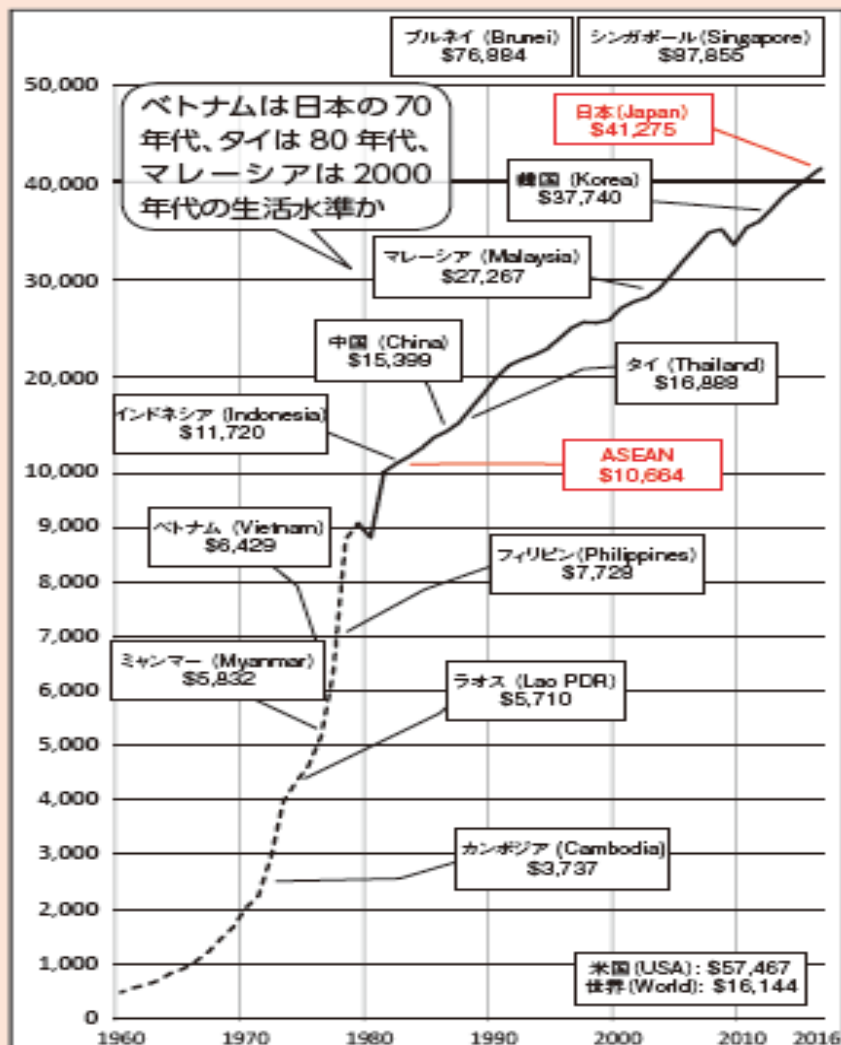 ブルネイ (Brunei)
$76,884
シンガポール(Singapore)
$87,855
50,000
ベトナムは日本の70
年代、タイは80年代、
マレーシアは2000
年代の生活水準か
日本(Japan)
$41,275
40,000
韓国 (Korea)
$37,740
マレーシア (Malaysia)
$27,267
30,000
中国 (China)
$15,399
タイ (Thailand)
$16,888
20,000
インドネシア (Indonesia)
$11,720
ASEAN
$10,664
10,000
9,000
ベトナム (Vietnam)
$6,429
フィリピン(Philippines)
$7,728
8,000
7,000
ミャンマー (Myanmar)
$5,832
ラオス (Lao PDR)
$5,710
6,000
5,000
4,000
カンボジア (Cambodia)
$3,737
3,000
2,000
1,000
米国(USA): $57,467
世界(World): $16,144
0
1960
1970
1980
1990
2000
2010
2016